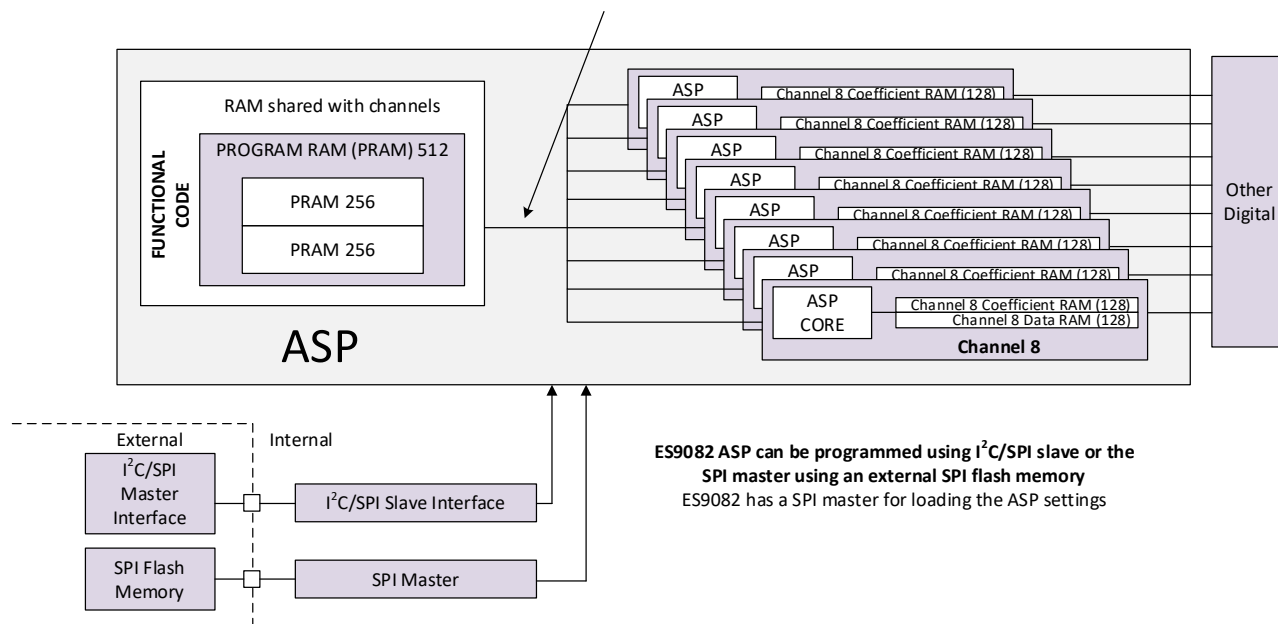 ASP
Channel 8 Coefficient RAM (128)
ASP
Channel 8 Coefficient RAM (128)
ASP
Channel 8 Coefficient RAM (128)
ASP
Channel 8 Coefficient RAM (128)
ASP
Channel 8 Coefficient RAM (128)
ASP
Channel 8 Coefficient RAM (128)
ASP
Channel 8 Coefficient RAM (128)
ASP
CORE
Channel 8 Coefficient RAM (128)
Channel 8 Data RAM (128)
Channel 8
RAM shared with channels
FUNCTIONAL
CODE
PROGRAM RAM (PRAM) 512
PRAM 256
PRAM 256
ASP
Other
Digital
External
Internal
I²C/SPI
Master
Interface
I²C/SPI Slave Interface
SPI Flash
Memory
SPI Master
ES9082 ASP can be programmed using I²C/SPI slave or the
SPI master using an external SPI flash memory
ES9082 has a SPI master for loading the ASP settings